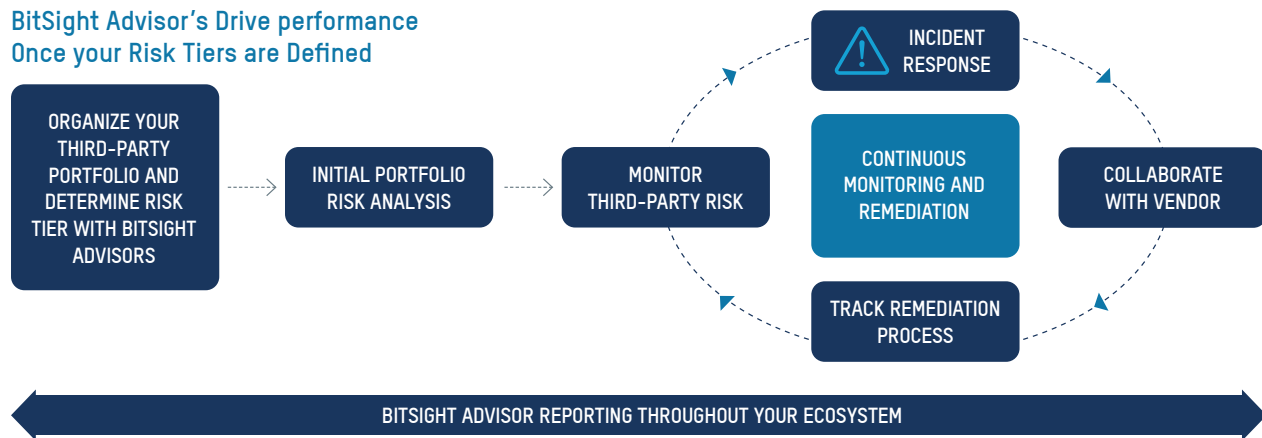 BitSight Advisor's Drive performance
Once your Risk Tiers are Defined
ORGANIZE YOUR
THIRD-PARTY
PORTFOLIO AND
DETERMINE RISK
TIER WITH BITSIGHT
ADVISORS
INITIAL PORTFOLIO
RISK ANALYSIS
MONITOR
THIRD-PARTY RISK
INCIDENT
RESPONSE
CONTINUOUS
MONITORING AND
REMEDIATION
COLLABORATE
WITH VENDOR
TRACK REMEDIATION
PROCESS
BITSIGHT ADVISOR REPORTING THROUGHOUT YOUR ECOSYSTEM